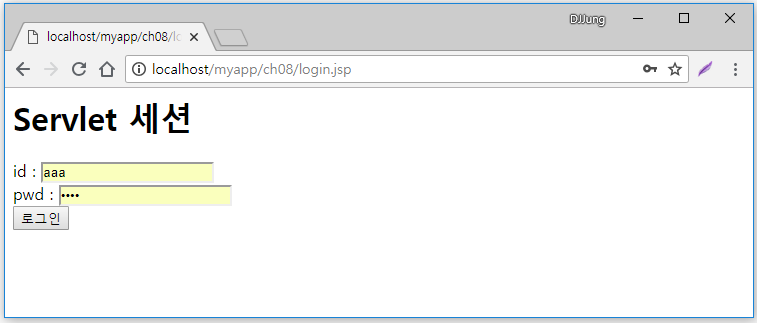 DJJung
localhost/myapp/ch08/lo
localhost/myapp/ch08/login.jsp
Servlet 세션
id : aaa
pwd : ••••
로그인